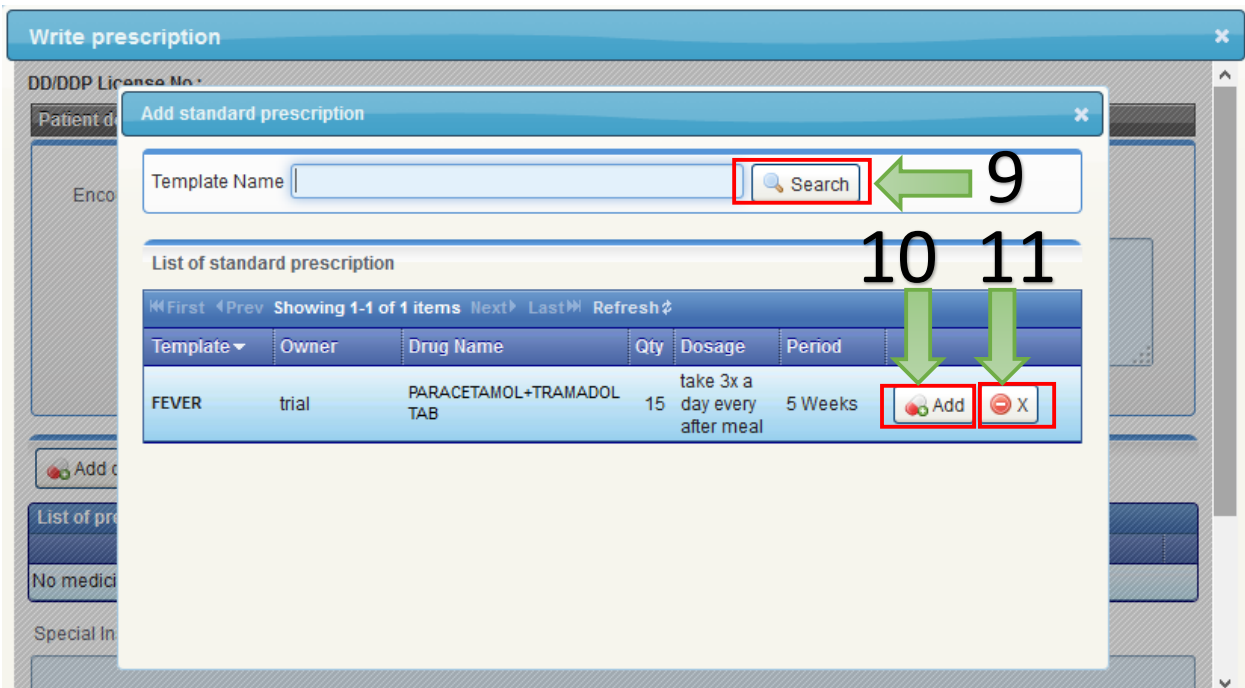 Write prescription
DD/DDP License No :
Patient d
Add standard prescription
Enco
Template Name
Search
9
10 11
List of standard prescription
First Prev Showing 1-1 of 1 items Next Last Refresh
Template Owner Drug Name Qty Dosage Period
FEVER trial PARACETAMOL+TRAMADOL TAB 15 take 3x a day every after meal 5 Weeks Add X
Add
List of pre
No medici
Special In